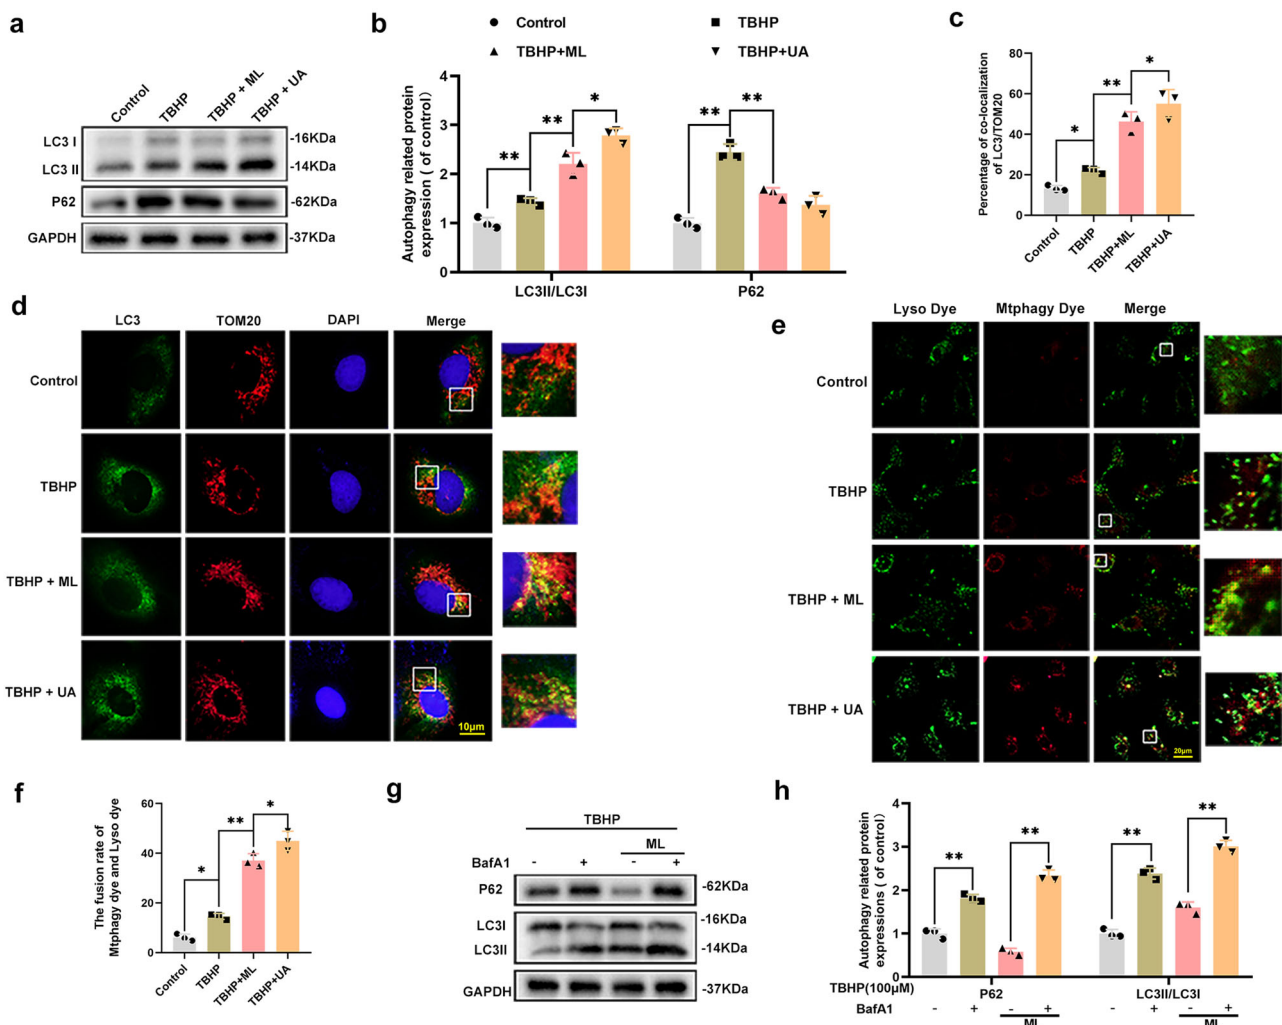 a
Control
TBHP
TBHP + ML
TBHP + UA
LC3 I
-16KDa
LC3 II
-14KDa
P62
-62KDa
GAPDH
-37KDa
b
Control
TBHP
TBHP+ML
TBHP+UA
Autophagy related protein
expression ( of control)
4
3
2
1
0
** ** ** *
** **
LC3II/LC3I
P62
c
Percentage of co-localization
of LC3/TOM20
80
60
40
20
0
* ** *
Control
TBHP
TBHP+ML
TBHP+UA
d
LC3 TOM20 DAPI Merge
Control
TBHP
TBHP + ML
TBHP + UA
10μm
e
Lyso Dye Mtphagy Dye Merge
Control
TBHP
TBHP + ML
TBHP + UA
20μm
f
The fusion rate of
Mtphagy dye and Lyso dye
60
40
20
0
* ** *
Control
TBHP
TBHP+ML
TBHP+UA
g
TBHP
ML
BafA1 - + - +
P62
-62KDa
LC3I
-16KDa
LC3II
-14KDa
GAPDH
-37KDa
h
Autophagy related protein
expressions ( of control)
4
3
2
1
0
** ** ** **
TBHP(100μM)
P62
LC3II/LC3I
BafA1 - + - + - + - +
ML ML